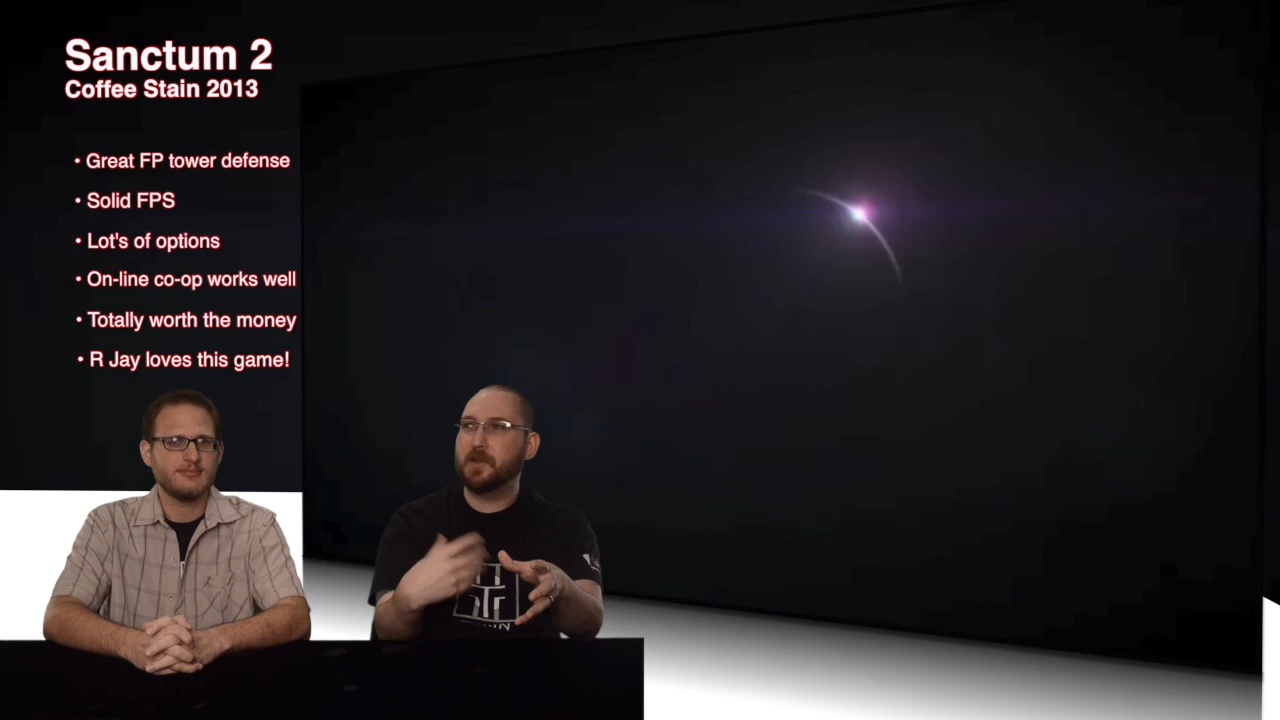 Sanctum 2
Coffee Stain 2013
• Great FP tower defense
• Solid FPS
• Lot's of options
• On-line co-op works well
• Totally worth the money
• R Jay loves this game!